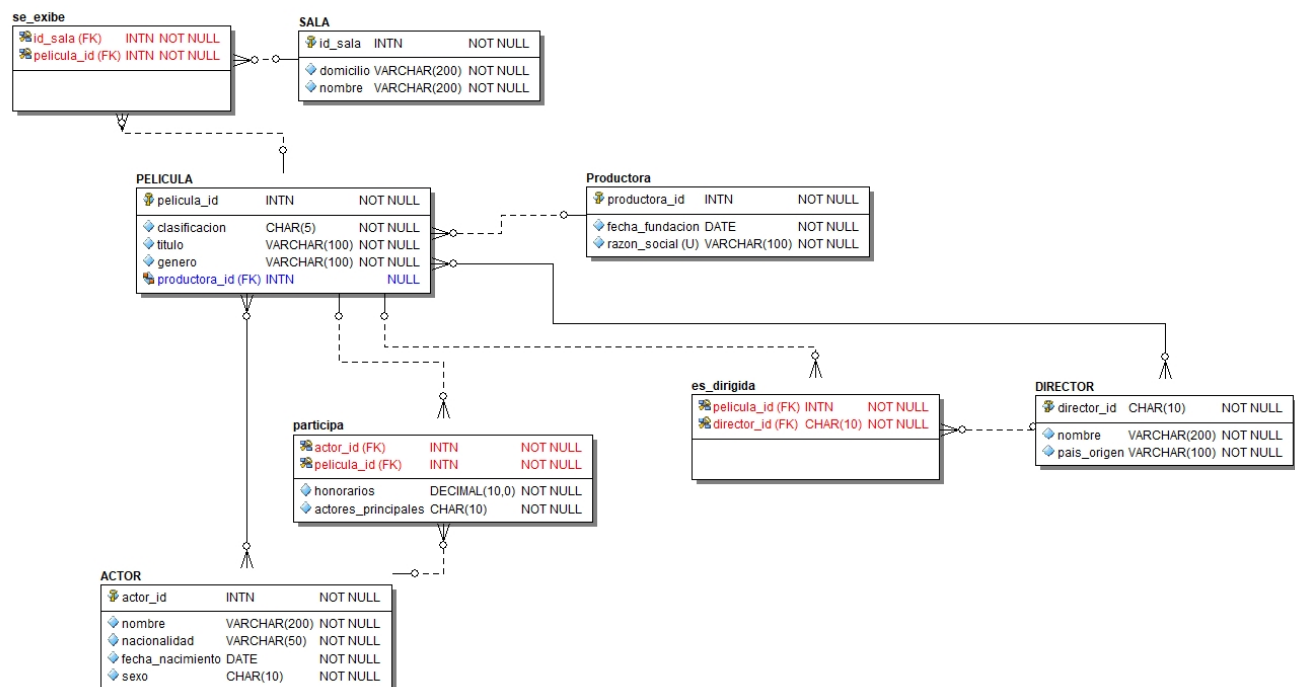 se_exibe
id_sala (FK) INTN NOT NULL
pelicula_id (FK) INTN NOT NULL
SALA
id_sala INTN NOT NULL
domicilio VARCHAR(200) NOT NULL
nombre VARCHAR(200) NOT NULL
PELICULA
pelicula_id INTN NOT NULL
clasificacion CHAR(5) NOT NULL
titulo VARCHAR(100) NOT NULL
genero VARCHAR(100) NOT NULL
productora_id (FK) INTN NULL
Productora
productora_id INTN NOT NULL
fecha_fundacion DATE NOT NULL
razon_social (U) VARCHAR(100) NOT NULL
es_dirigida
pelicula_id (FK) INTN NOT NULL
director_id (FK) CHAR(10) NOT NULL
DIRECTOR
director_id CHAR(10) NOT NULL
nombre VARCHAR(200) NOT NULL
pais_origen VARCHAR(100) NOT NULL
participa
actor_id (FK) INTN NOT NULL
pelicula_id (FK) INTN NOT NULL
honorarios DECIMAL(10,0) NOT NULL
actores_principales CHAR(10) NOT NULL
ACTOR
actor_id INTN NOT NULL
nombre VARCHAR(200) NOT NULL
nacionalidad VARCHAR(50) NOT NULL
fecha_nacimiento DATE NOT NULL
sexo CHAR(10) NOT NULL